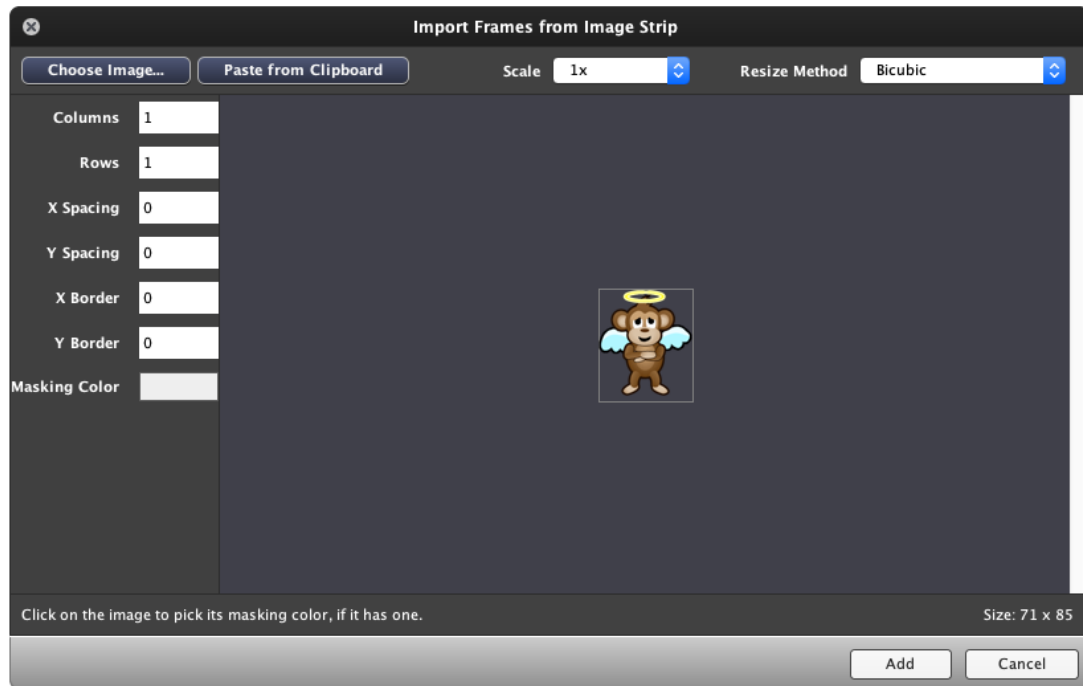 Import Frames from Image Strip
Choose Image... Paste from Clipboard Scale 1x Resize Method Bicubic
Columns 1
Rows 1
X Spacing 0
Y Spacing 0
X Border 0
Y Border 0
Masking Color
Click on the image to pick its masking color, if it has one. Size: 71 x 85
Add Cancel